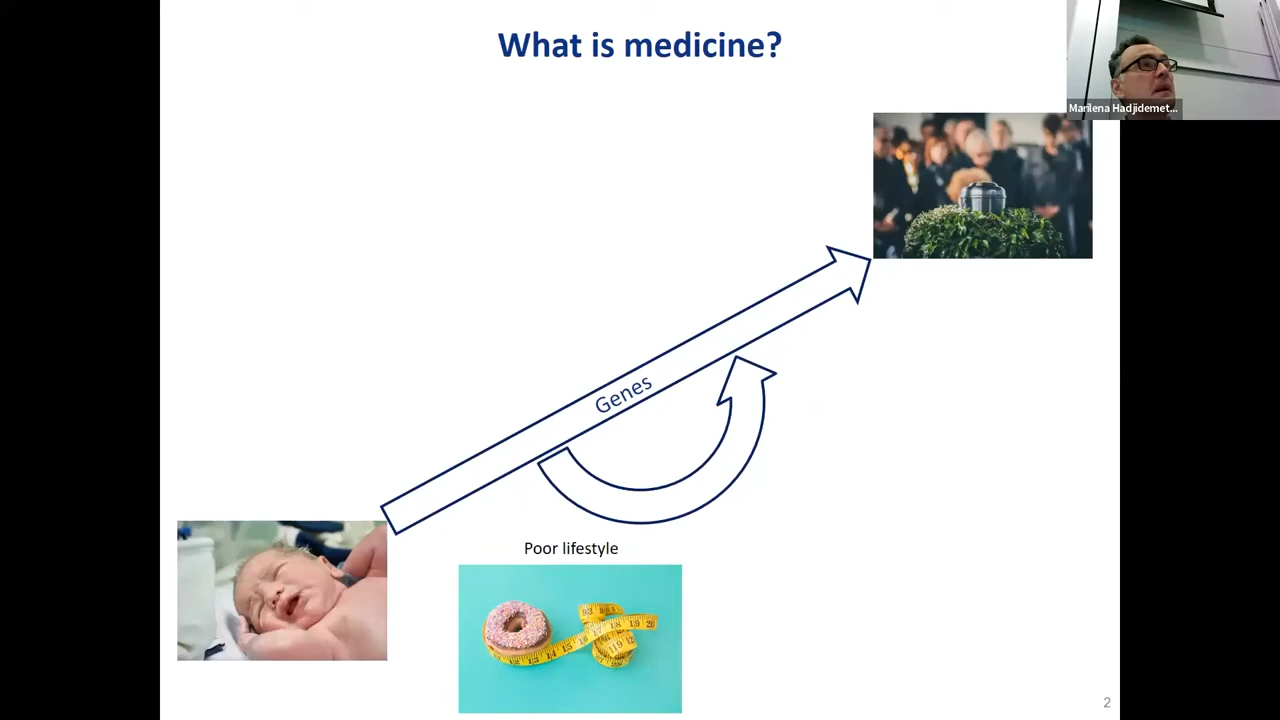 What is medicine?
Marilena Hadjidemet...
Genes
Poor lifestyle
2